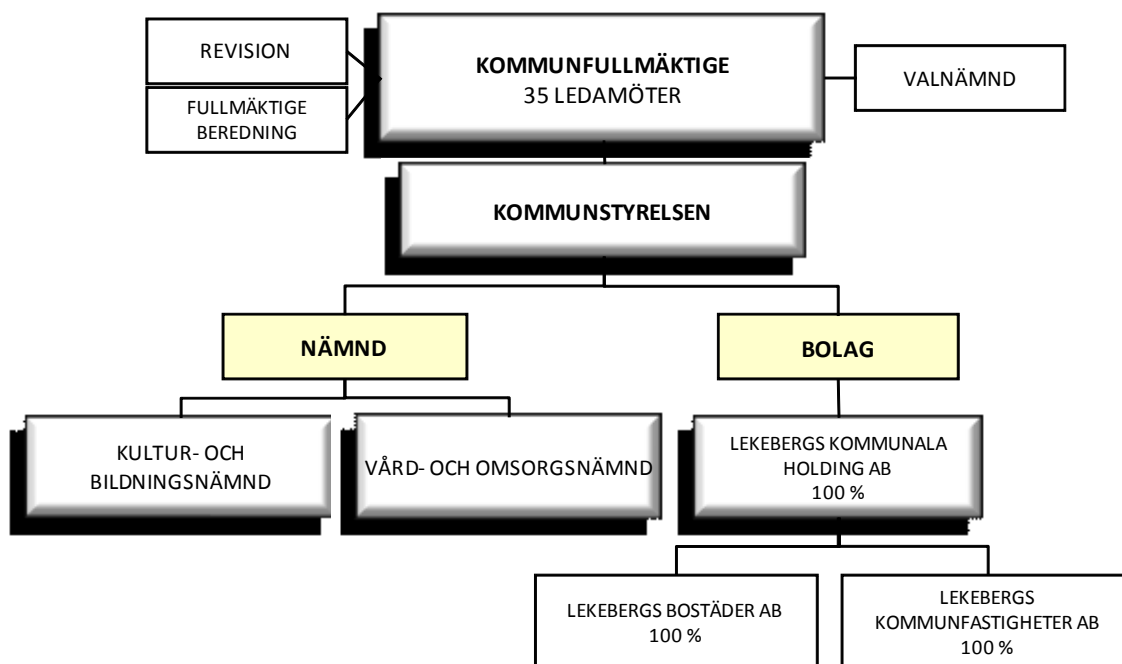 REVISION
FULLMÄKTIGE
BEREDNING
KOMMUNFULLMÄKTIGE
35 LEDAMÖTER
VALNÄMND
KOMMUNSTYRELSEN
NÄMND
BOLAG
KULTUR- OCH
BILDNINGSNÄMND
VÅRD- OCH OMSORGSNÄMND
LEKEBERGS KOMMUNALA
HOLDING AB
100 %
LEKEBERGS BOSTÄDER AB
100 %
LEKEBERGS
KOMMUNFASTIGHETER AB
100 %